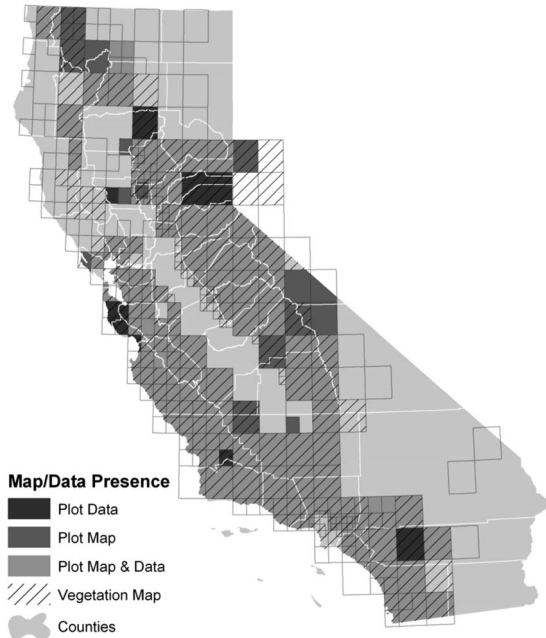 Map/Data Presence
Plot Data
Plot Map
Plot Map & Data
Vegetation Map
Counties